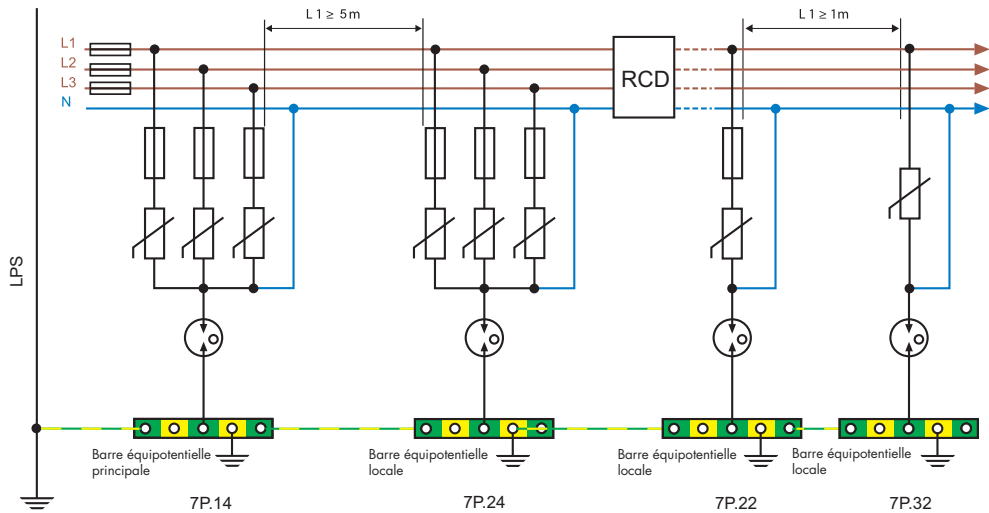 L 1 ≥ 5 m
L 1 ≥ 1m
L1
L2
L3
N
RCD
LPS
Barre équipotentielle
principale
Barre équipotentielle
locale
Barre équipotentielle
locale
Barre équipotentielle
locale
7P.14
7P.24
7P.22
7P.32